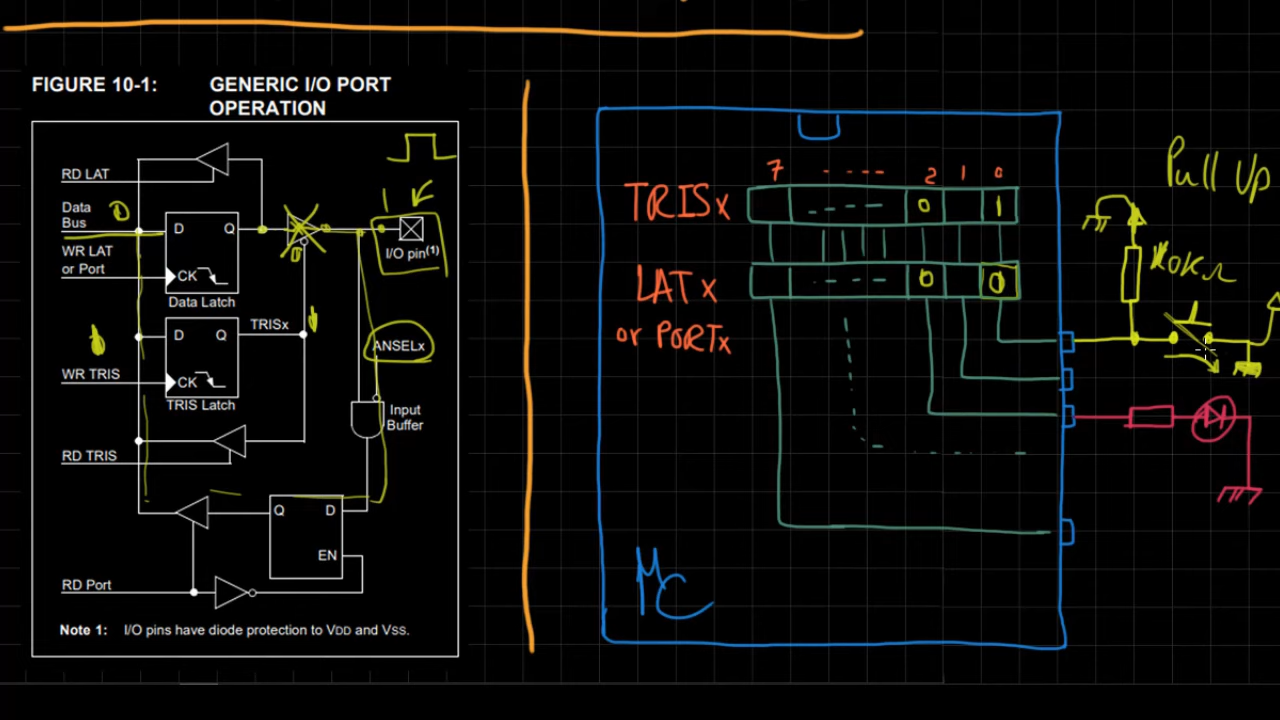 FIGURE 10-1: GENERIC I/O PORT
OPERATION
RD LAT
Data
Bus
WR LAT
or Port
D Q
CK
Data Latch
1
I/O pin(1)
0
TRISx
D Q
CK
WR TRIS
TRIS Latch
ANSELx
Input
Buffer
RD TRIS
Q D
EN
RD Port
Note 1: I/O pins have diode protection to VDD and VSS.
7 ----- 2 1 0
TRISx ----- 0 1
LATx ---- 0 0
or PORTx
Pull Up
MC